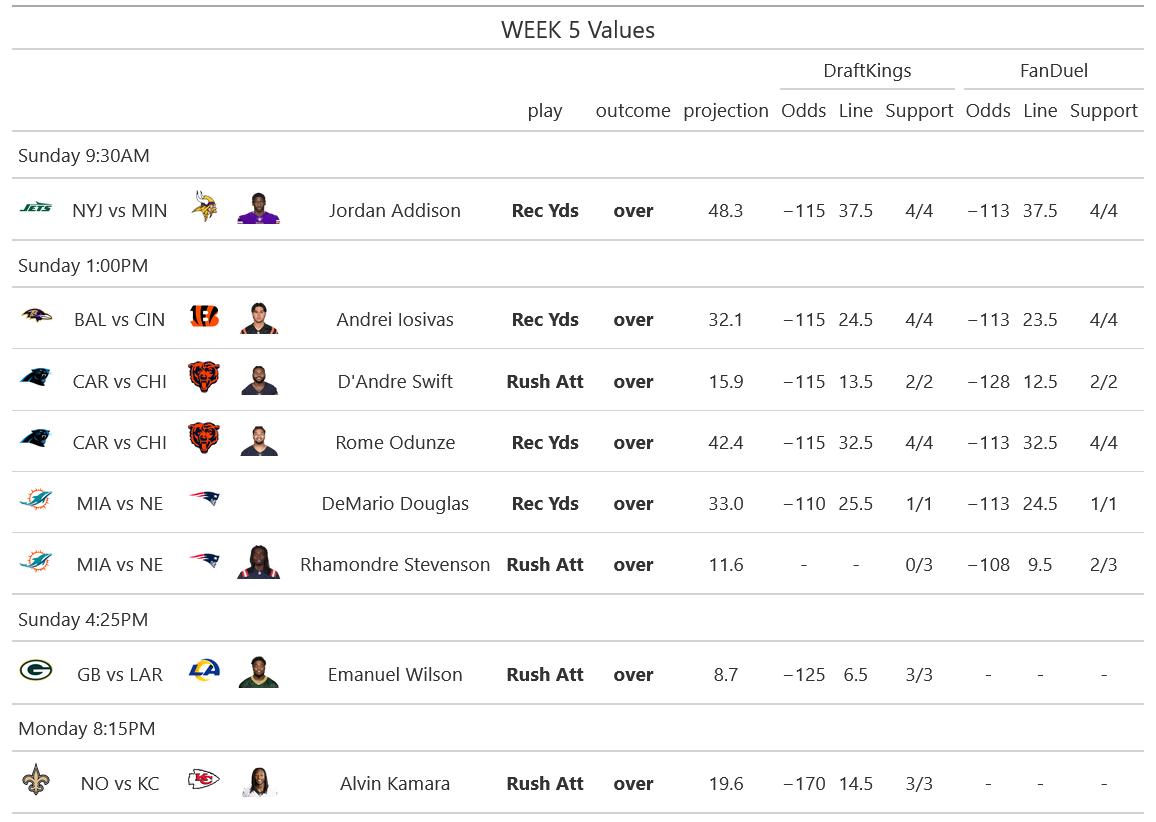 WEEK 5 Values
DraftKings FanDuel
play outcome projection Odds Line Support Odds Line Support
Sunday 9:30AM
JETS NYJ vs MIN Jordan Addison Rec Yds over 48.3 −115 37.5 4/4 −113 37.5 4/4
Sunday 1:00PM
BAL vs CIN Andrei Iosivas Rec Yds over 32.1 −115 24.5 4/4 −113 23.5 4/4
CAR vs CHI D'Andre Swift Rush Att over 15.9 −115 13.5 2/2 −128 12.5 2/2
CAR vs CHI Rome Odunze Rec Yds over 42.4 −115 32.5 4/4 −113 32.5 4/4
MIA vs NE DeMario Douglas Rec Yds over 33.0 −110 25.5 1/1 −113 24.5 1/1
MIA vs NE Rhamondre Stevenson Rush Att over 11.6 - - 0/3 −108 9.5 2/3
Sunday 4:25PM
G GB vs LAR LA Emanuel Wilson Rush Att over 8.7 −125 6.5 3/3 - - -
Monday 8:15PM
NO vs KC KC Alvin Kamara Rush Att over 19.6 −170 14.5 3/3 - - -